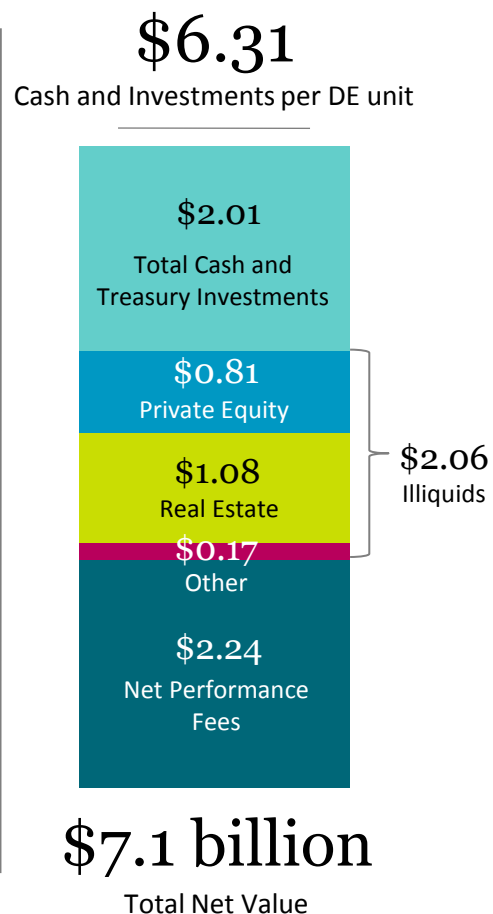 $6.31
Cash and Investments per DE unit
$2.01
Total Cash and
Treasury Investments
$0.81
Private Equity
$1.08
Real Estate
$0.17
Other
$2.06
Illiquids
$2.24
Net Performance
Fees
$7.1 billion
Total Net Value